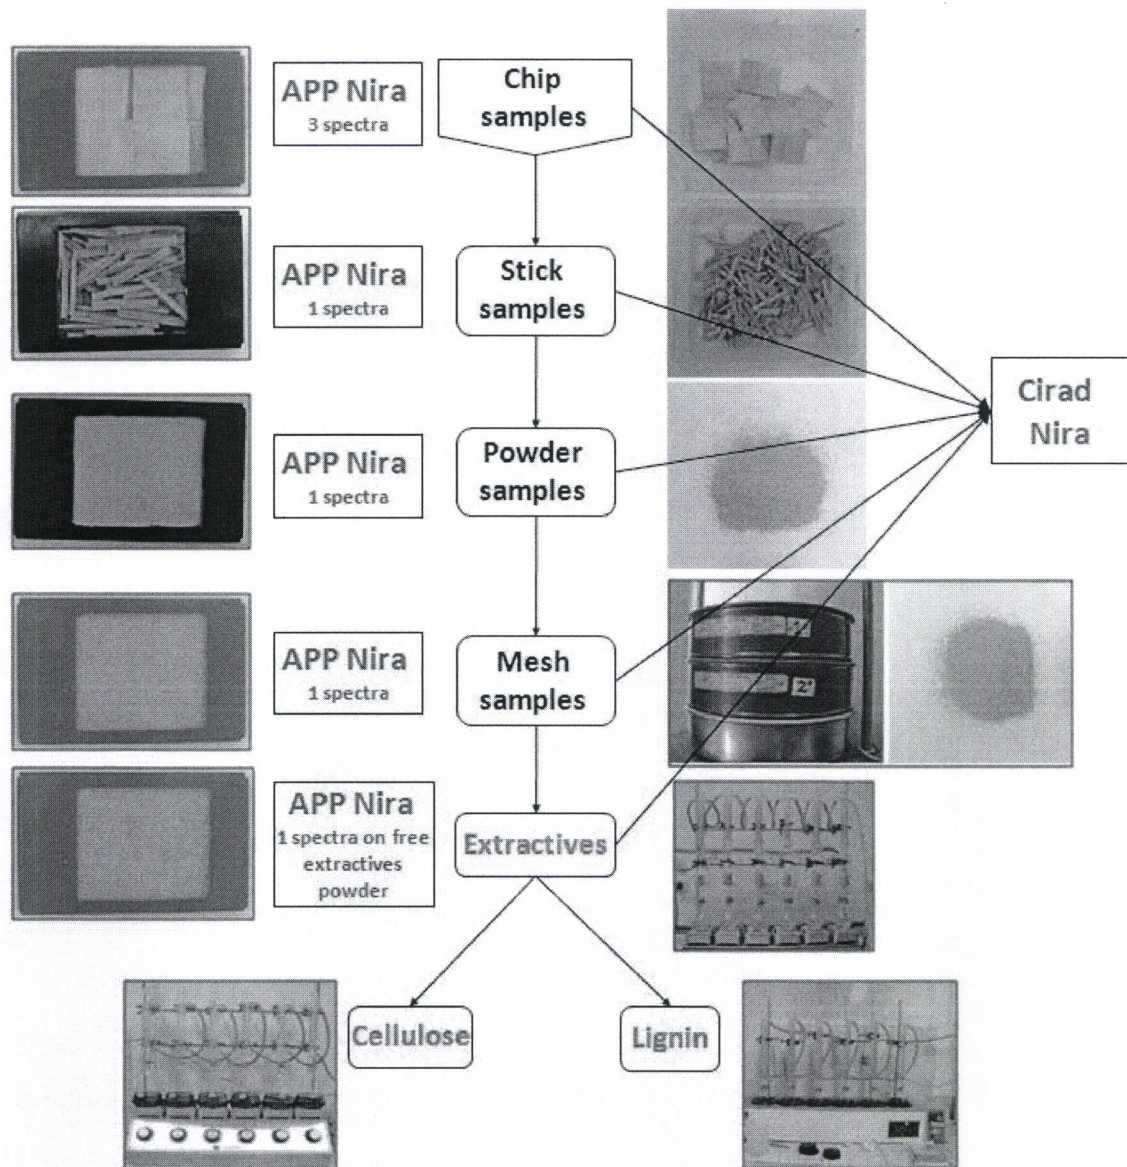 APP Nira
3 spectra
Chip
samples
APP Nira
1 spectra
Stick
samples
Cirad
Nira
APP Nira
1 spectra
Powder
samples
APP Nira
1 spectra
Mesh
samples
2'
APP Nira
1 spectra on free
extractives
powder
Extractives
Cellulose
Lignin